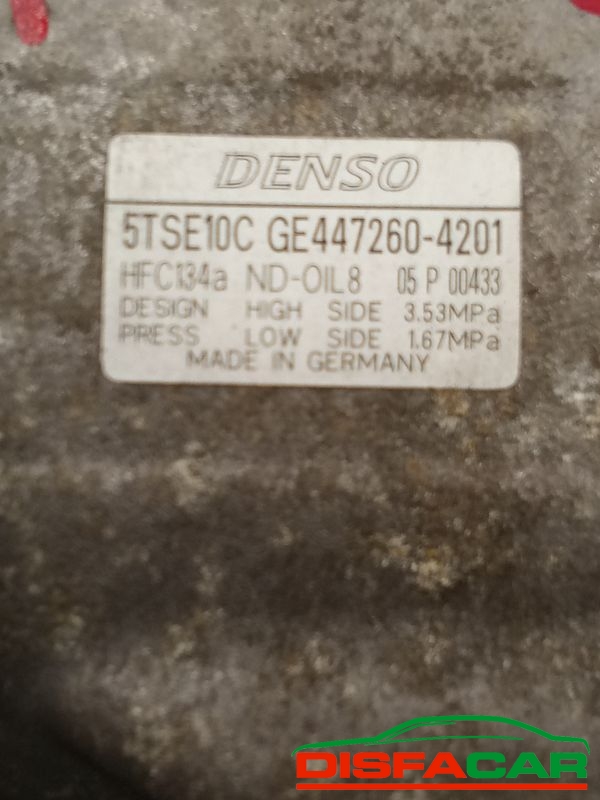 DENSO
5TSE10C GE447260-4201
HFC134a ND-OIL8 05 P 00433
DESIGN HIGH SIDE 3.53MPa
PRESS LOW SIDE 1.67MPa
MADE IN GERMANY
DISFACAR